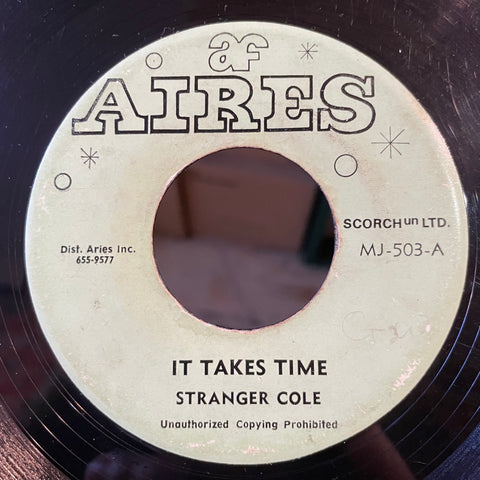 af
AIRES
SCORCHun LTD.
Dist. Aries Inc.
655-9577
MJ-503-A
IT TAKES TIME
STRANGER COLE
Unauthorized Copying Prohibited